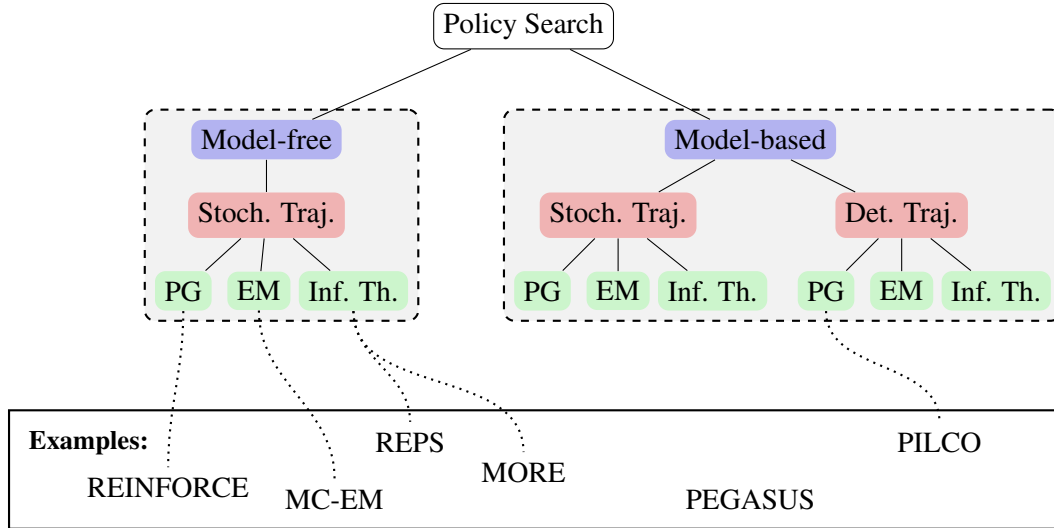 Policy Search
Model-free
Model-based
Stoch. Traj.
Stoch. Traj.
Det. Traj.
PG
EM
Inf. Th.
PG
EM
Inf. Th.
PG
EM
Inf. Th.
Examples:
REPS
PILCO
REINFORCE
MORE
MC-EM
PEGASUS